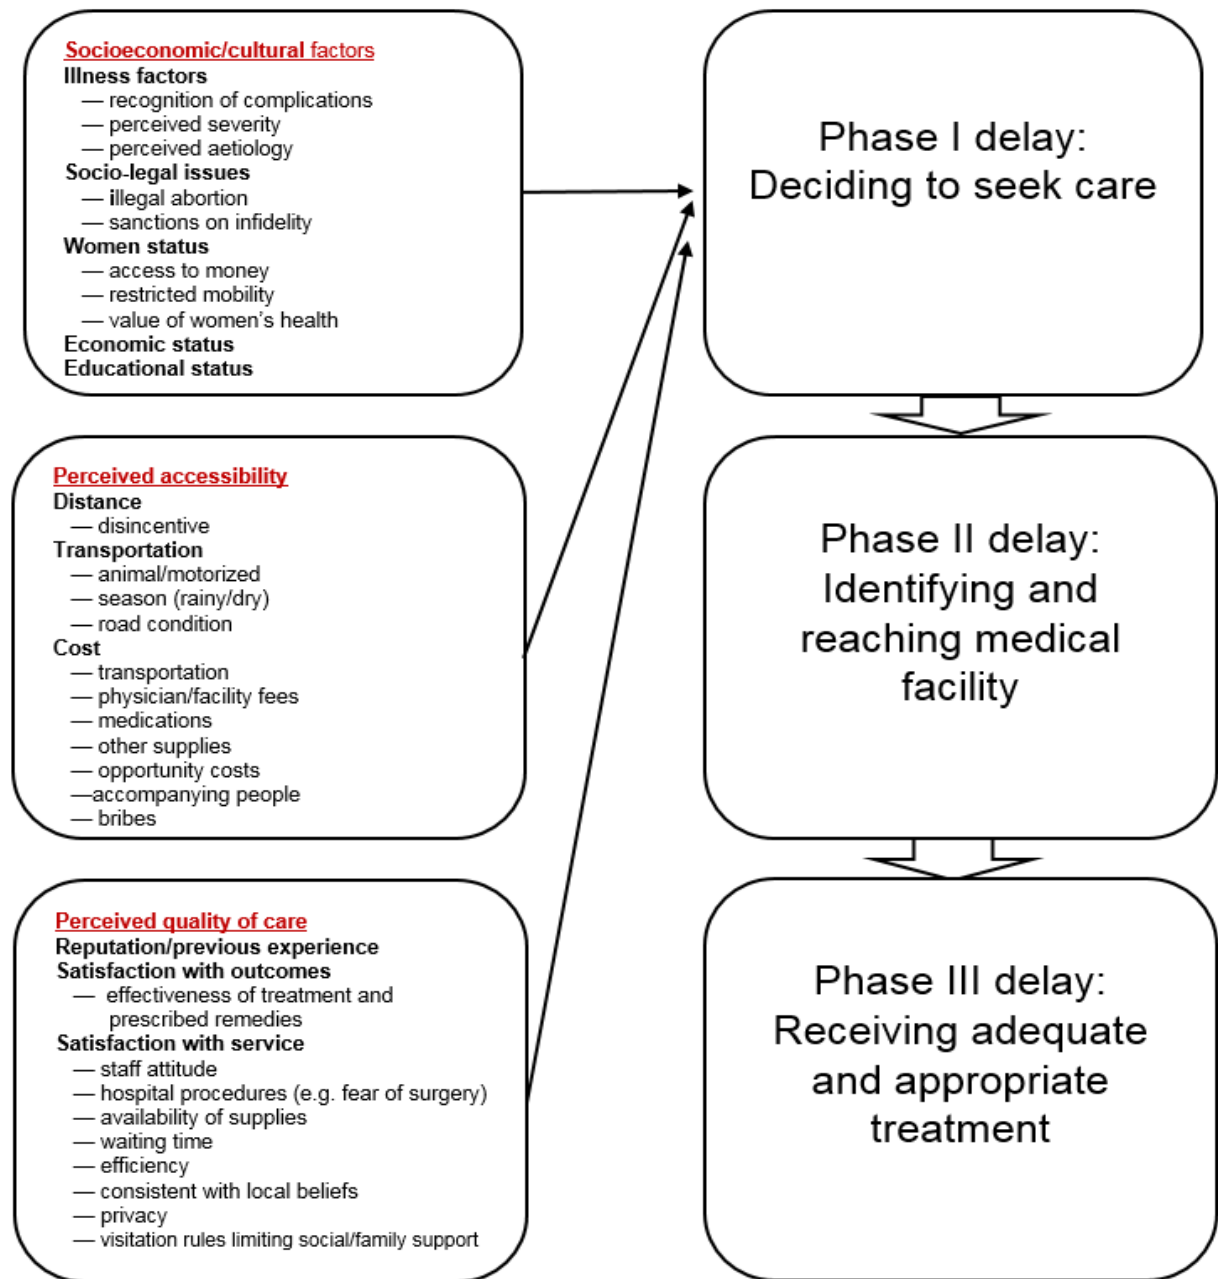 Socioeconomic/cultural factors
Illness factors
— recognition of complications
— perceived severity
— perceived aetiology
Socio-legal issues
— illegal abortion
— sanctions on infidelity
Women status
— access to money
— restricted mobility
— value of women's health
Economic status
Educational status
Phase I delay:
Deciding to seek care
Perceived accessibility
Distance
— disincentive
Transportation
— animal/motorized
— season (rainy/dry)
— road condition
Cost
— transportation
— physician/facility fees
— medications
— other supplies
— opportunity costs
—accompanying people
— bribes
Phase II delay:
Identifying and
reaching medical
facility
Perceived quality of care
Reputation/previous experience
Satisfaction with outcomes
— effectiveness of treatment and
prescribed remedies
Satisfaction with service
— staff attitude
— hospital procedures (e.g. fear of surgery)
— availability of supplies
— waiting time
— efficiency
— consistent with local beliefs
— privacy
— visitation rules limiting social/family support
Phase III delay:
Receiving adequate
and appropriate
treatment